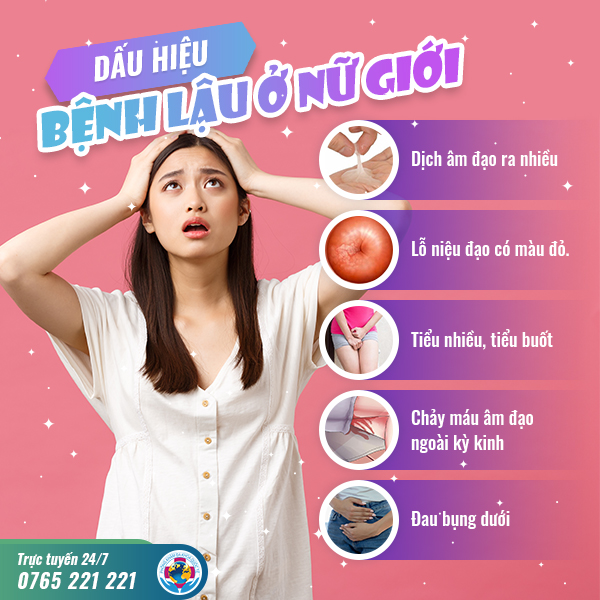 DẤU HIỆU
BỆNH LẬU Ở NỮ GIỚI
Dịch âm đạo ra nhiều
Lỗ niệu đạo có màu đỏ.
Tiểu nhiều, tiểu buốt
Chảy máu âm đạo
ngoài kỳ kinh
Đau bụng dưới
Trực tuyến 24/7
0765 221 221